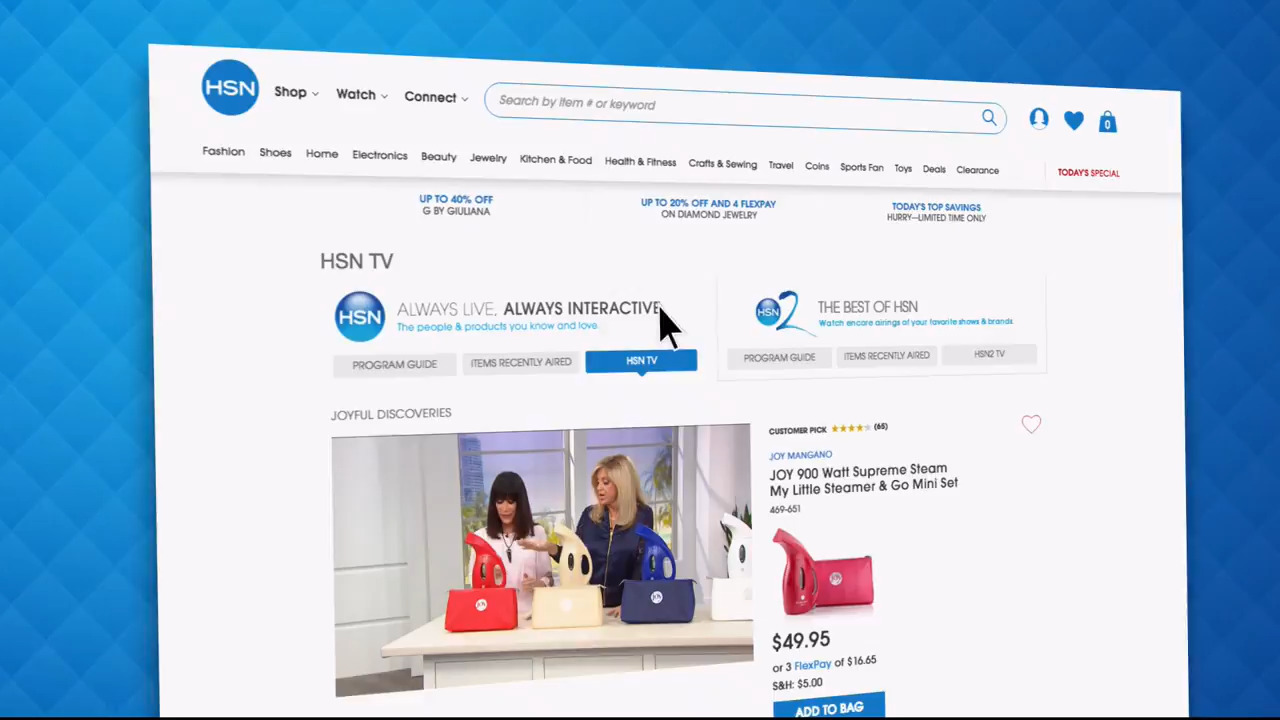 HSN
Shop
Watch
Connect
Search by item # or keyword
0
Fashion
Shoes
Home
Electronics
Beauty
Jewelry
Kitchen & Food
Health & Fitness
Crafts & Sewing
Travel
Coins
Sports Fan
Toys
Deals
Clearance
TODAY'S SPECIAL
UP TO 40% OFF
G BY GIULIANA
UP TO 20% OFF AND 4 FLEXPAY
ON DIAMOND JEWELRY
TODAY'S TOP SAVINGS
HURRY—LIMITED TIME ONLY
HSN TV
HSN
ALWAYS LIVE, ALWAYS INTERACTIVE
The people & products you know and love.
PROGRAM GUIDE
ITEMS RECENTLY AIRED
HSN TV
HSN2
THE BEST OF HSN
Watch encore airings of your favorite shows & brands.
PROGRAM GUIDE
ITEMS RECENTLY AIRED
HSN2 TV
JOYFUL DISCOVERIES
JOY
JOY
CUSTOMER PICK (65)
JOY MANGANO
JOY 900 Watt Supreme Steam
My Little Steamer & Go Mini Set
469-651
JOY
$49.95
or 3 FlexPay of $16.65
S&H: $5.00
ADD TO BAG